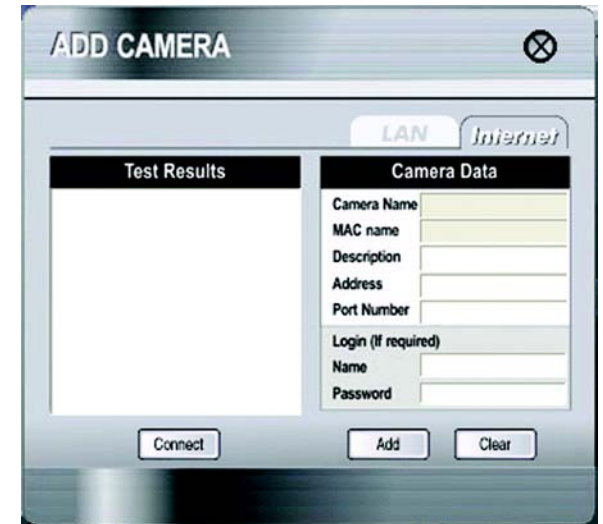 ADD CAMERA
LAN Internet
Test Results
Camera Data
Camera Name
MAC name
Description
Address
Port Number
Login (If required)
Name
Password
Connect
Add
Clear